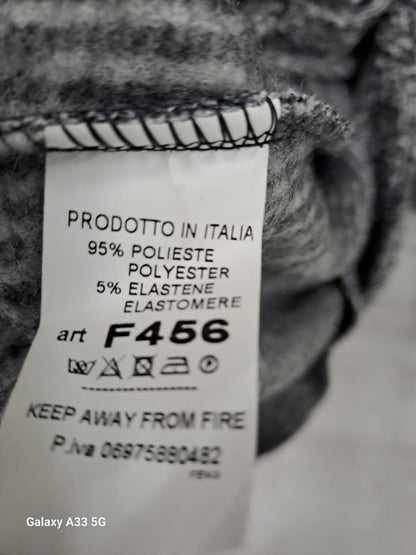 PRODOTTO IN ITALIA
95% POLIESTE
POLYESTER
5% ELASTENE
ELASTOMERE
art F456
KEEP AWAY FROM FIRE
P.iva 06975880482
Galaxy A33 5G